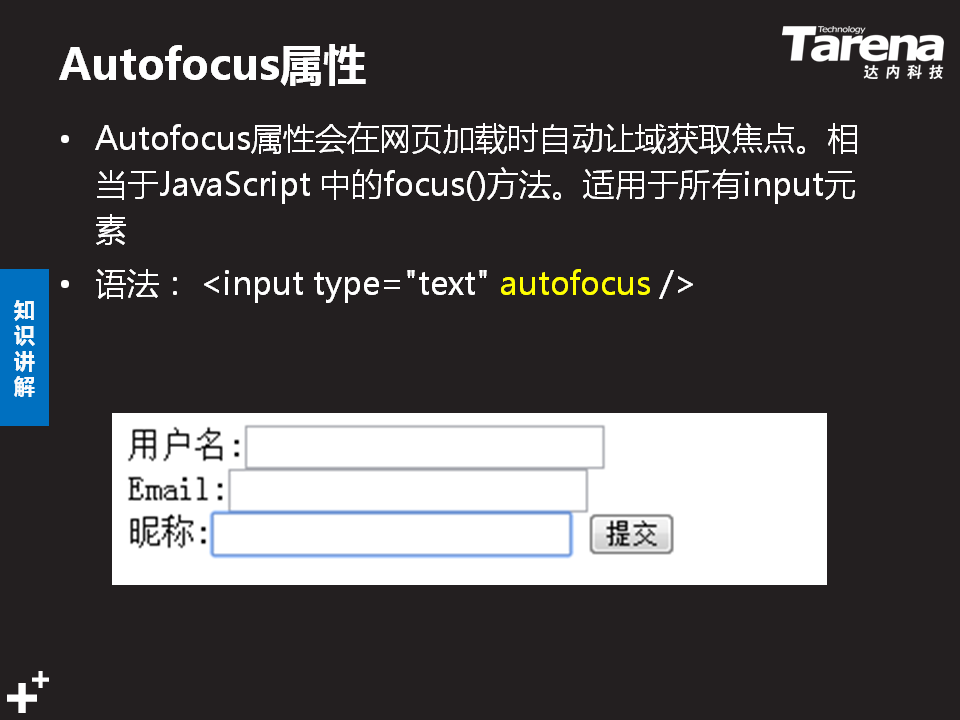 Autofocus属性
Technology
Tarena
达内科技
• Autofocus属性会在网页加载时自动让域获取焦点。相
当于JavaScript 中的focus()方法。适用于所有input元
素
• 语法： <input type="text" autofocus />
知
识
讲
解
用户名:
Email:
昵称: 提交